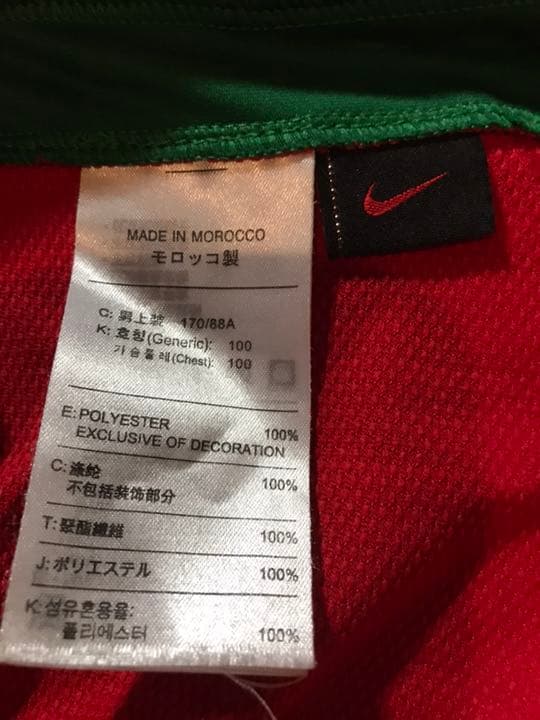 MADE IN MOROCCO
モロッコ製
C: 男上装 170/88A
K: 호칭(Generic): 100
가슴둘레(Chest): 100
E: POLYESTER 100%
EXCLUSIVE OF DECORATION
C: 涤纶 100%
不包括装饰部分
T: 聚酯纖維 100%
J: ポリエステル 100%
K: 섬유혼용율:
폴리에스터 100%